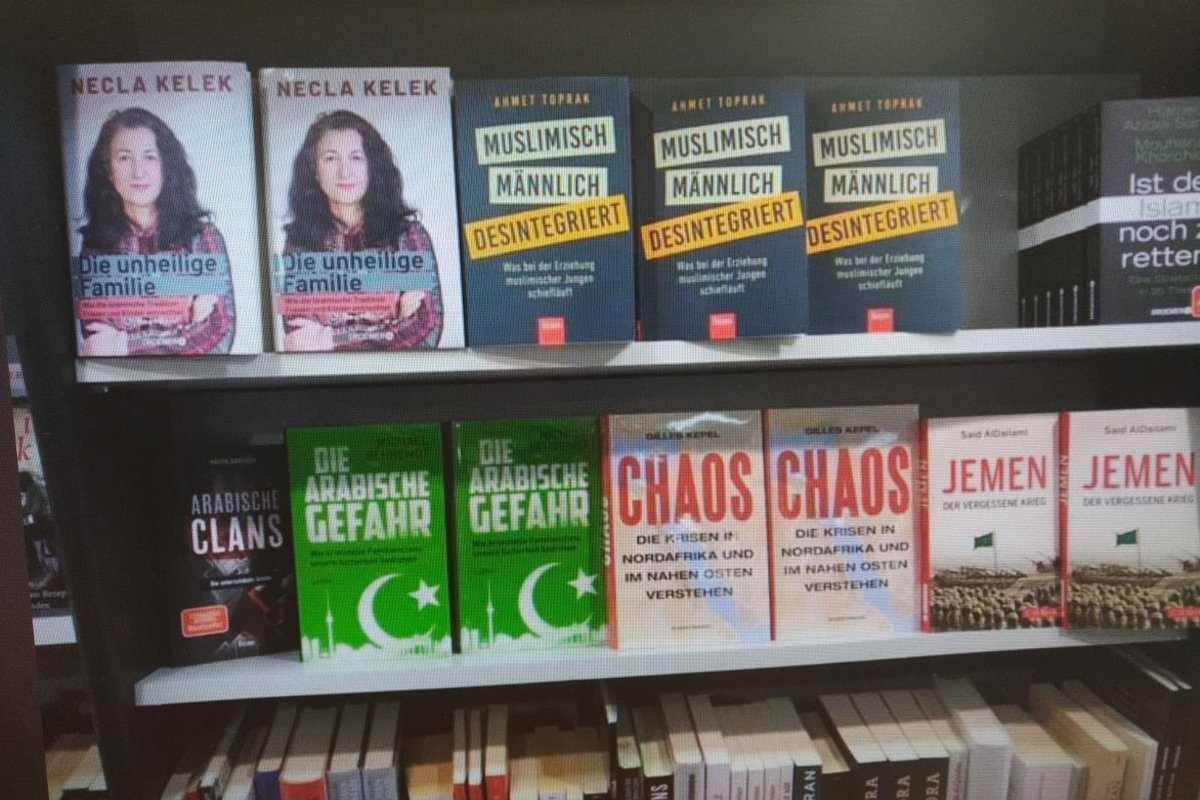 NECLA KELEK
Die unheilige
Familie
NECLA KELEK
Die unheilige
Familie
AHMET TOPRAK
MUSLIMISCH
MÄNNLICH
DESINTEGRIERT
Was bei der Erziehung
muslimischer Jungen
schiefläuft
AHMET TOPRAK
MUSLIMISCH
MÄNNLICH
DESINTEGRIERT
Was bei der Erziehung
muslimischer Jungen
schiefläuft
AHMET TOPRAK
MUSLIMISCH
MÄNNLICH
DESINTEGRIERT
Was bei der Erziehung
muslimischer Jungen
schiefläuft
Ist de
Islam
noch z
retten
ARABISCHE
CLANS
DIE
ARABISCHE
GEFAHR
DIE
ARABISCHE
GEFAHR
CHAOS
GILLES KEPEL
CHAOS
DIE KRISEN IN
NORDAFRIKA UND
IM NAHEN OSTEN
VERSTEHEN
GILLES KEPEL
CHAOS
DIE KRISEN IN
NORDAFRIKA UND
IM NAHEN OSTEN
VERSTEHEN
JEMEN
Said AlDailami
JEMEN
DER VERGESSENE KRIEG
JEMEN
Said AlDailami
JEMEN
DER VERGESSENE KRIEG